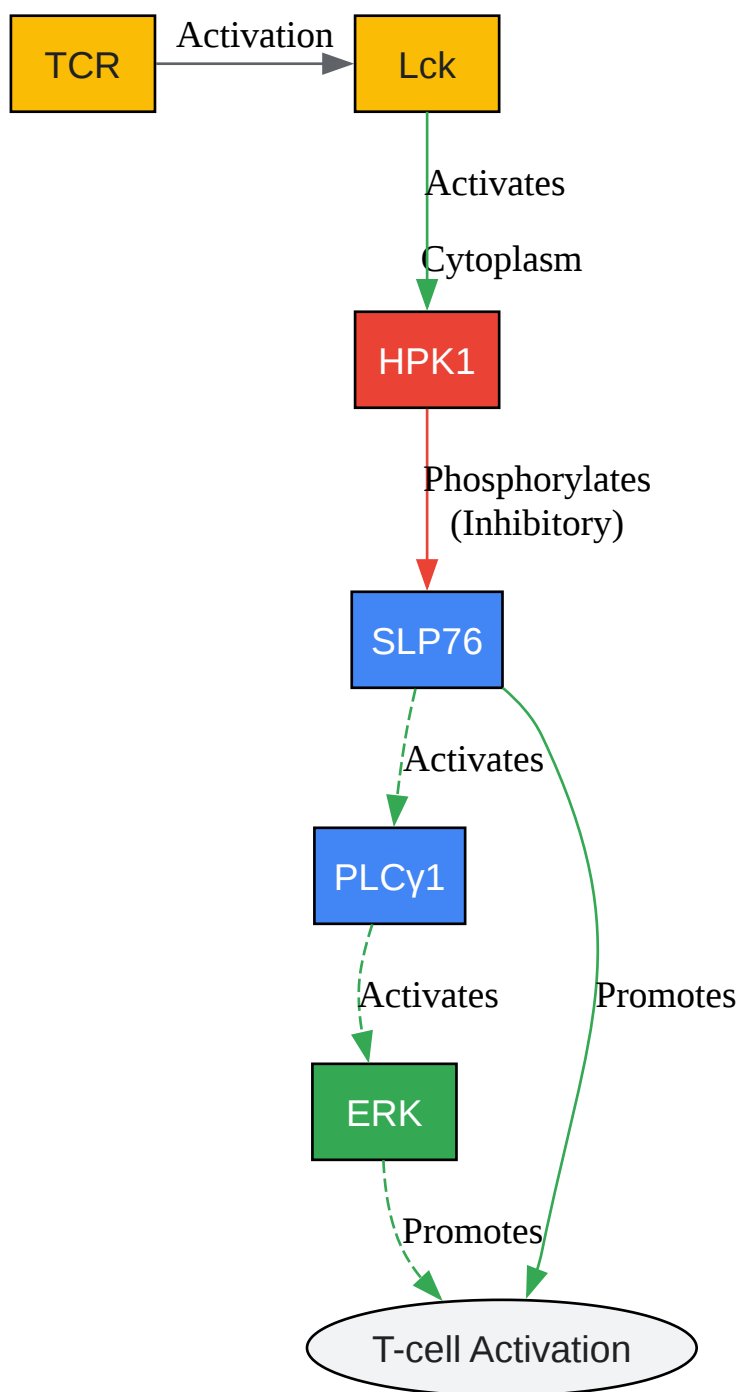 TCR
Activation
Lck
Activates
Cytoplasm
HPK1
Phosphorylates
(Inhibitory)
SLP76
Activates
PLCγ1
Activates
Promotes
ERK
Promotes
T-cell Activation